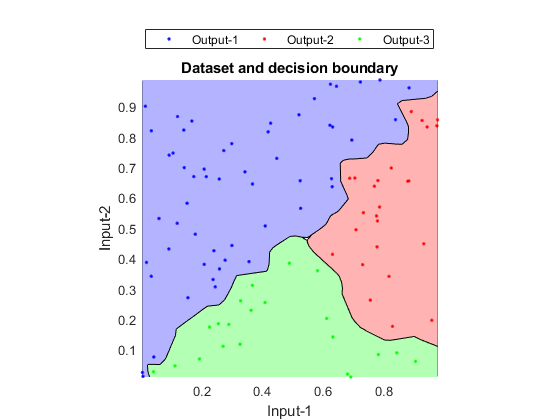 Output-1 Output-2 Output-3
Dataset and decision boundary
0.9
0.8
0.7
0.6
0.5
0.4
0.3
0.2
0.1
Input-2
0.2 0.4 0.6 0.8
Input-1